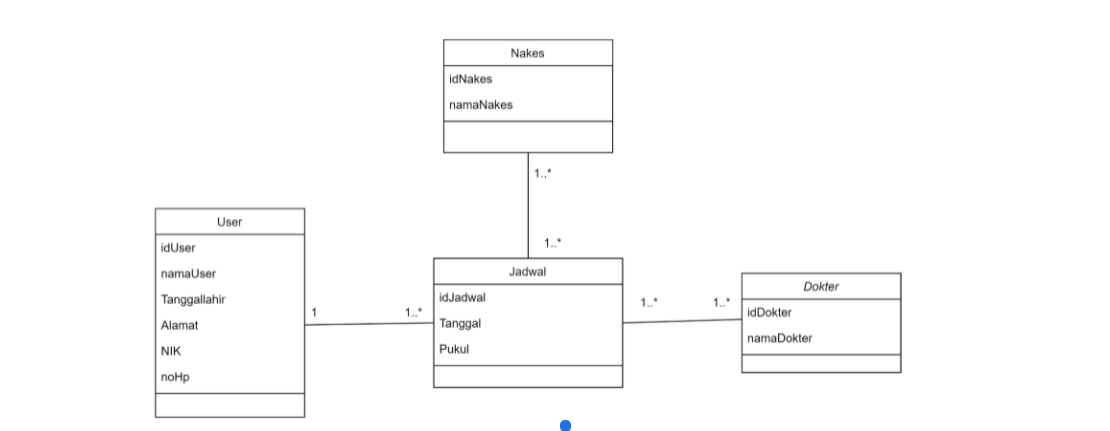 Nakes
idNakes
namaNakes
1..*
1..*
User
idUser
namaUser
Tanggallahir
Alamat
NIK
noHp
1
1..*
Jadwal
idJadwal
Tanggal
Pukul
1..*
1..*
Dokter
idDokter
namaDokter